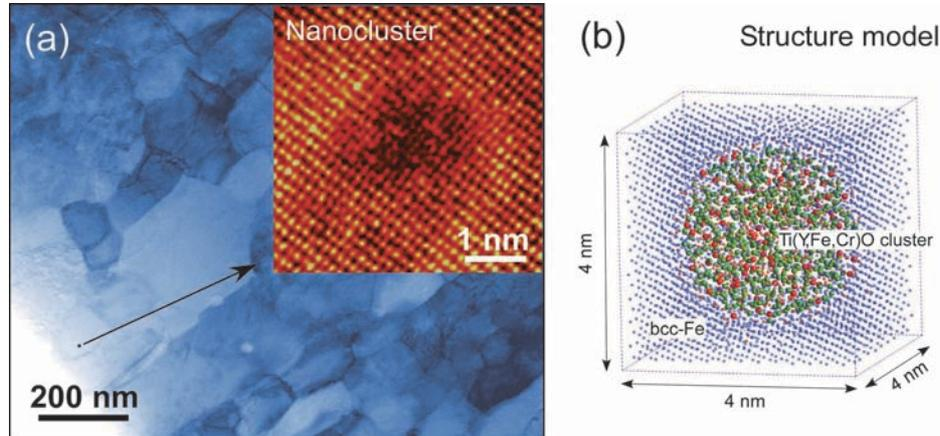 (a)
Nanocluster
1 nm
200 nm
(b)
Structure model
4 nm
Ti(Y,Fe,Cr)O cluster
bcc-Fe
4 nm
4 nm